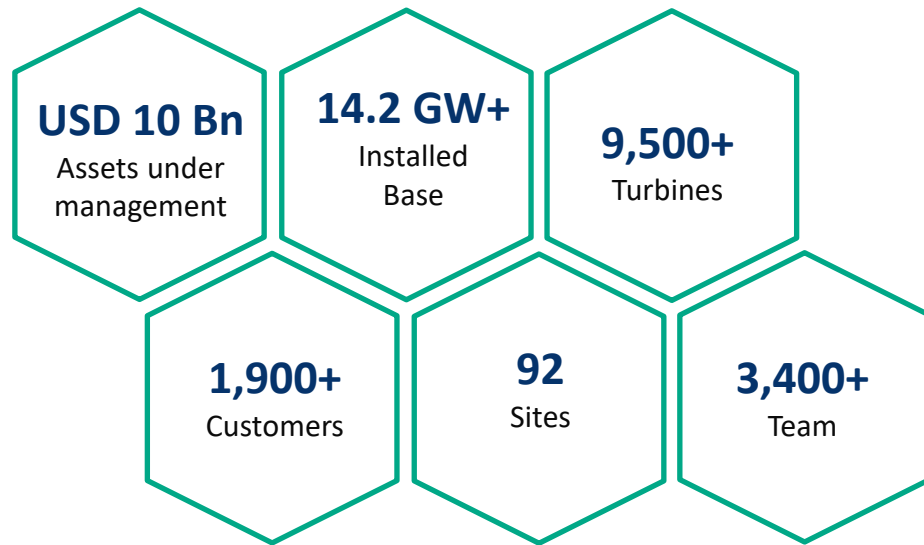 USD 10 Bn
Assets under
management
14.2 GW+
Installed
Base
9,500+
Turbines
1,900+
Customers
92
Sites
3,400+
Team